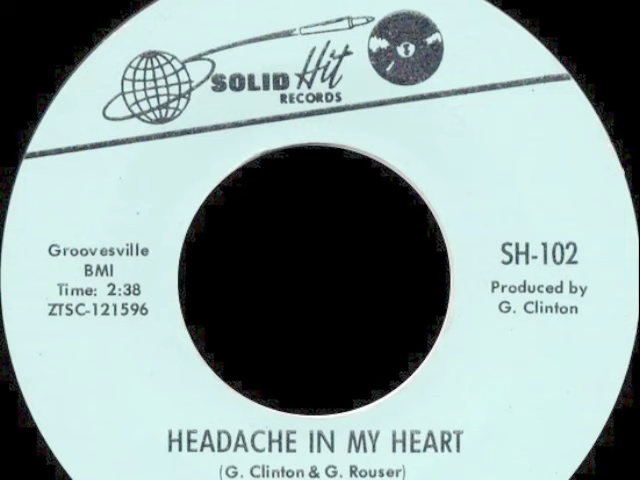 SOLID Hit
RECORDS
Groovesville
BMI
Time: 2:38
ZTSC-121596
SH-102
Produced by
G. Clinton
HEADACHE IN MY HEART
(G. Clinton & G. Rouser)